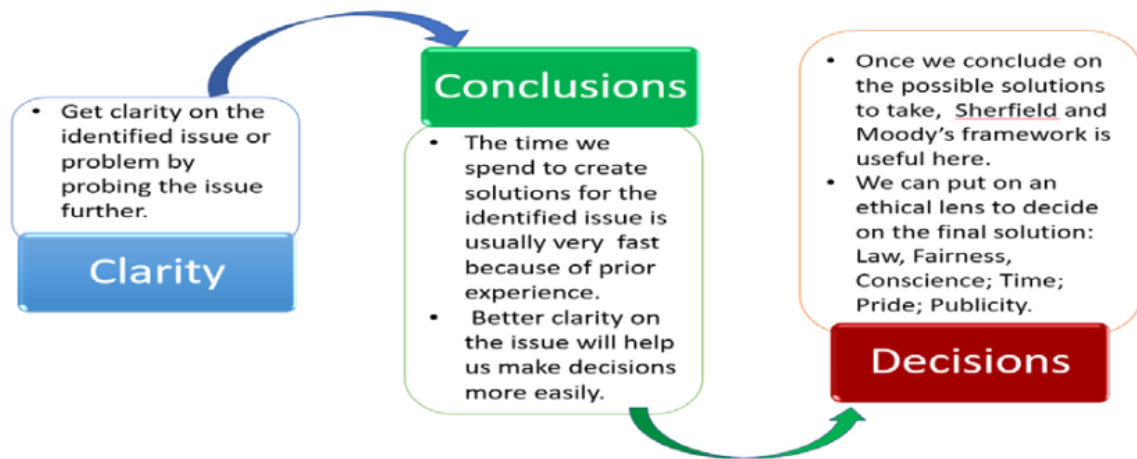 • Get clarity on the
identified issue or
problem by
probing the issue
further.
Clarity
Conclusions
• The time we
spend to create
solutions for the
identified issue is
usually very fast
because of prior
experience.
• Better clarity on
the issue will help
us make decisions
more easily.
• Once we conclude on
the possible solutions
to take, Sherfield and
Moody's framework is
useful here.
• We can put on an
ethical lens to decide
on the final solution:
Law, Fairness,
Conscience; Time;
Pride; Publicity.
Decisions